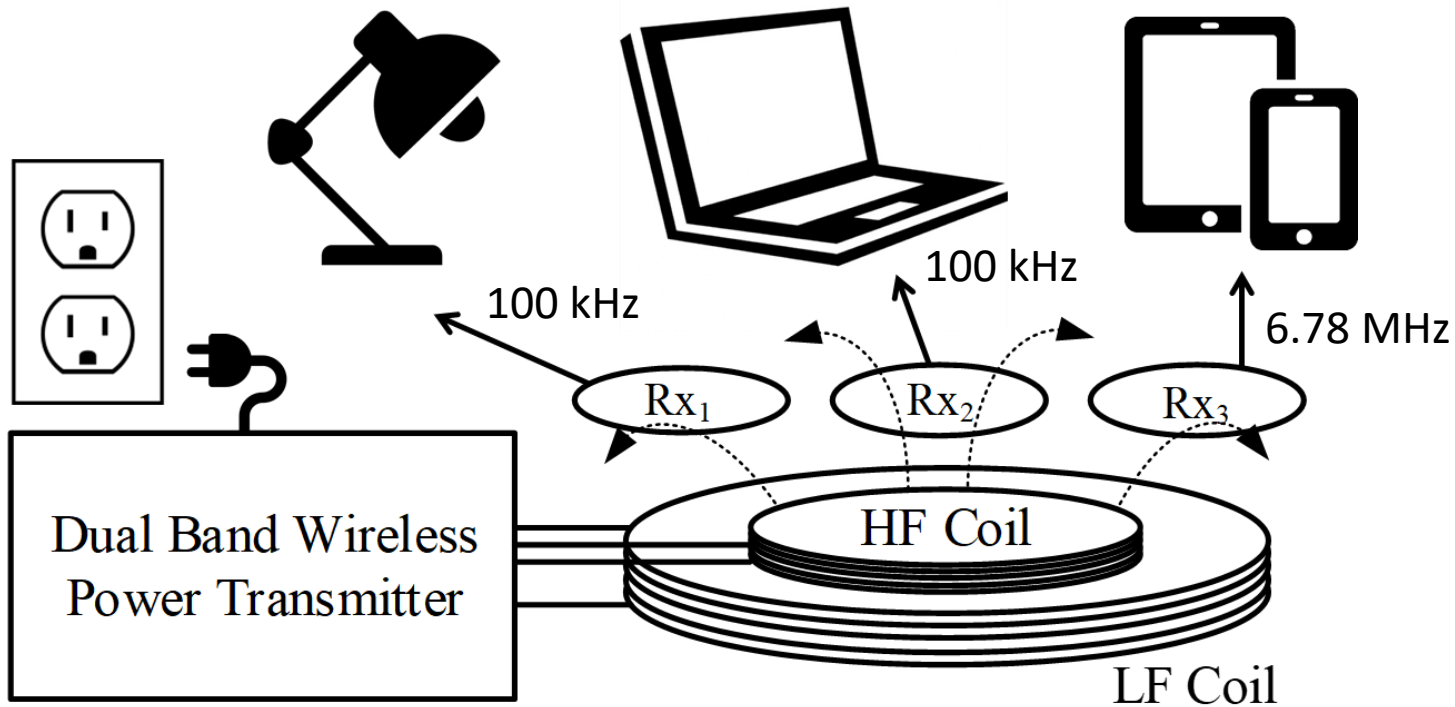 100 kHz
100 kHz
6.78 MHz
Rx₁
Rx₂
Rx₃
Dual Band Wireless
Power Transmitter
HF Coil
LF Coil